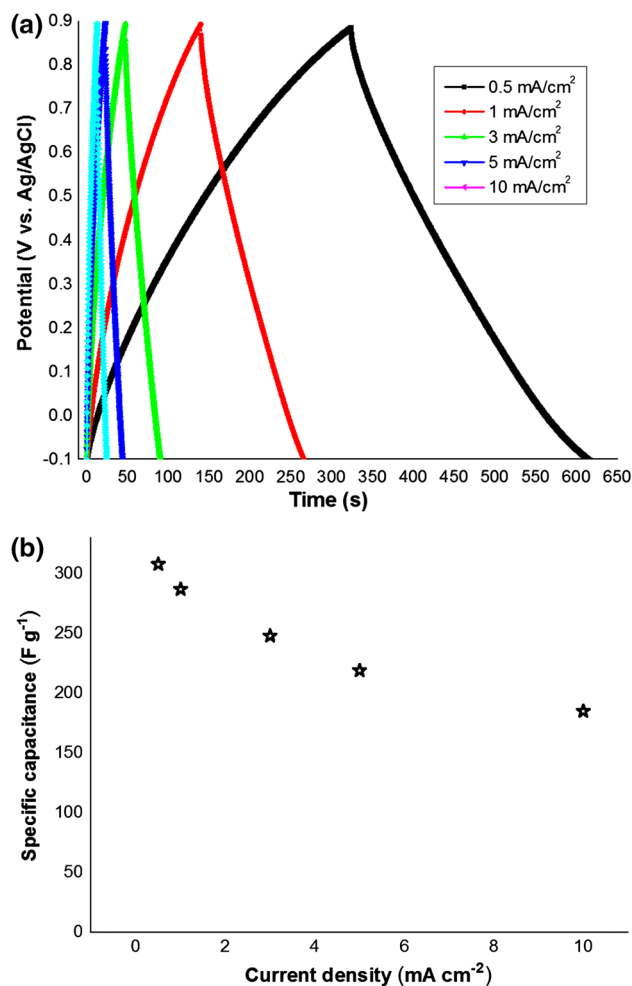 (a)
0.9
0.8
0.7
0.6
0.5
0.4
0.3
0.2
0.1
0.0
-0.1
Potential (V vs. Ag/AgCl)
0.5 mA/cm²
1 mA/cm²
3 mA/cm²
5 mA/cm²
10 mA/cm²
0 50 100 150 200 250 300 350 400 450 500 550 600 650
Time (s)
(b)
300
250
200
150
100
50
0
Specific capacitance (F g⁻¹)
0 2 4 6 8 10
Current density (mA cm⁻²)